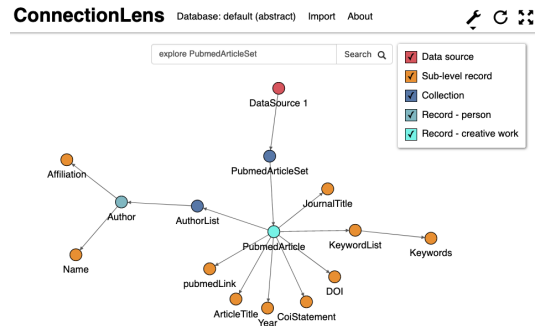 ConnectionLens Database: default (abstract) Import About
explore PubmedArticleSet Search
Data source
Sub-level record
Collection
Record - person
Record - creative work
DataSource 1
PubmedArticleSet
Affiliation
JournalTitle
Author
AuthorList
PubmedArticle
KeywordList
Keywords
Name
pubmedLink
DOI
ArticleTitle
Year
CoiStatement